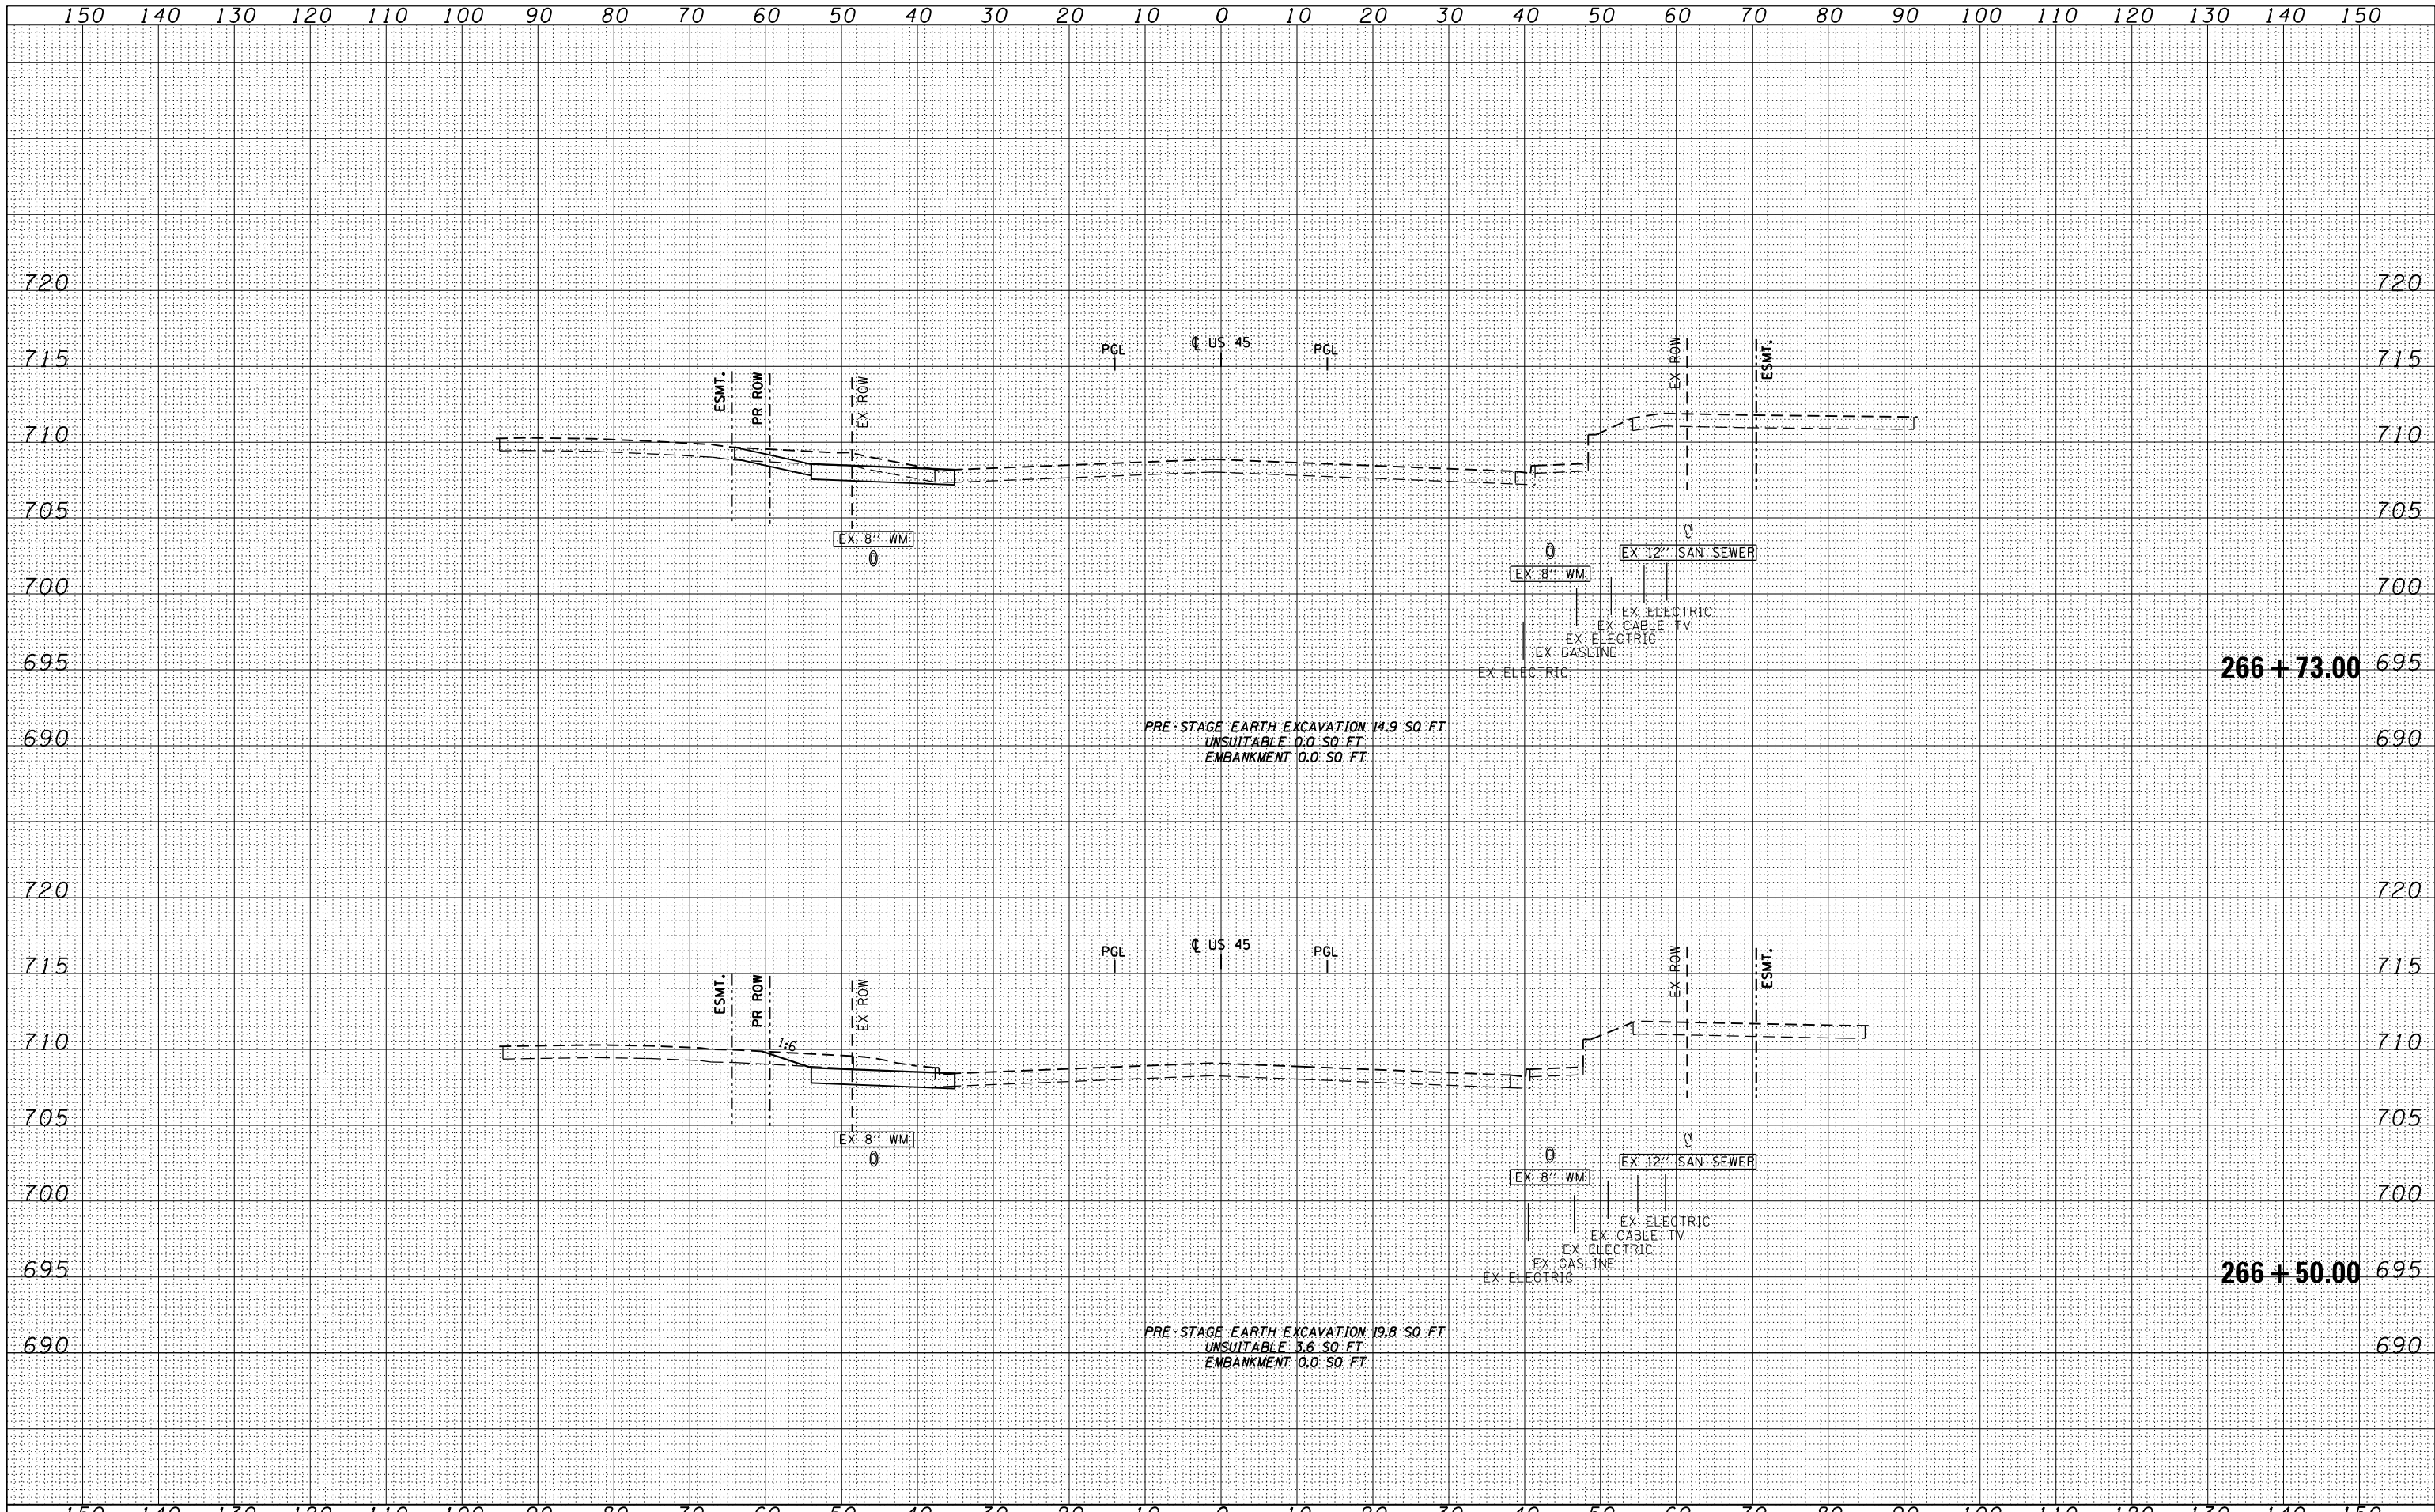 150 140 130 120 110 100 90 80 70 60 50 40 30 20 10 0 10 20 30 40 50 60 70 80 90 100 110 120 130 140 150
720 720
℄ US 45
PGL PGL
715 715
ESMT. PR ROW EX ROW EX ROW ESMT.
710 710
705 705
EX 8'' WM
EX 12'' SAN SEWER
EX 8'' WM
700 700
EX ELECTRIC
EX CABLE TV
EX ELECTRIC
EX GASLINE
EX ELECTRIC
695 266 + 73.00 695
PRE-STAGE EARTH EXCAVATION 14.9 SQ FT
690 UNSUITABLE 0.0 SQ FT 690
EMBANKMENT 0.0 SQ FT
720 720
℄ US 45
PGL PGL
715 715
ESMT. PR ROW EX ROW EX ROW ESMT.
1:6
710 710
705 705
EX 8'' WM
EX 12'' SAN SEWER
EX 8'' WM
700 700
EX ELECTRIC
EX CABLE TV
EX ELECTRIC
EX GASLINE
EX ELECTRIC
695 266 + 50.00 695
PRE-STAGE EARTH EXCAVATION 19.8 SQ FT
690 UNSUITABLE 3.6 SQ FT 690
EMBANKMENT 0.0 SQ FT
150 140 130 120 110 100 90 80 70 60 50 40 30 20 10 0 10 20 30 40 50 60 70 80 90 100 110 120 130 140 150